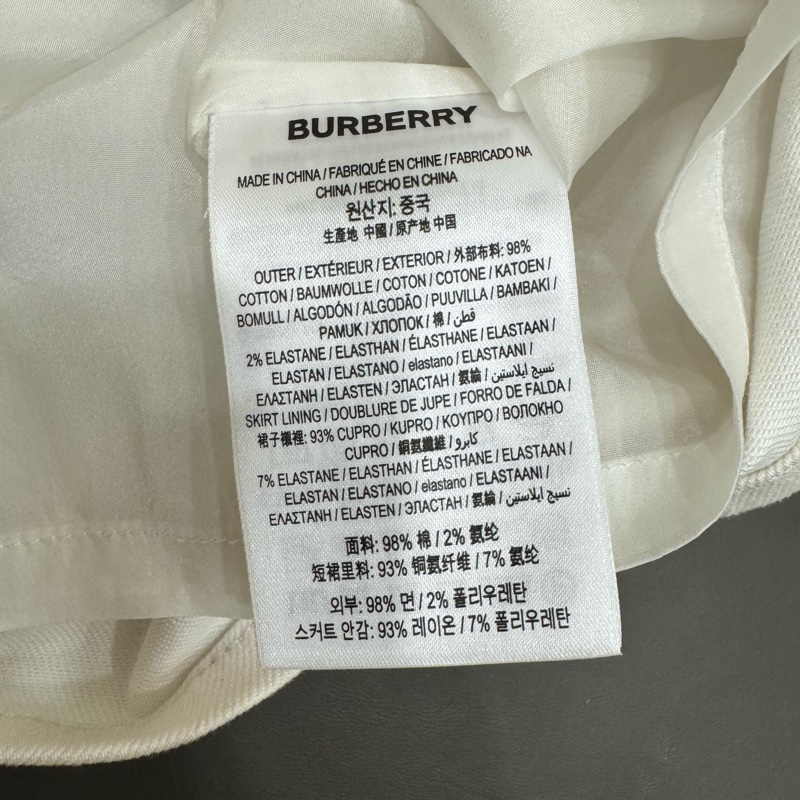 BURBERRY
MADE IN CHINA / FABRIQUÉ EN CHINE / FABRICADO NA
CHINA / HECHO EN CHINA
원산지: 중국
生產地 中國 / 原产地 中国
OUTER / EXTÉRIEUR / EXTERIOR / 外部布料: 98%
COTTON / BAUMWOLLE / COTON / COTONE / KATOEN /
BOMULL / ALGODÓN / ALGODÃO / PUUVILLA / BAMBAKI /
PAMUK / ХЛОПОК / 棉 / قطن
2% ELASTANE / ELASTHAN / ÉLASTHANE / ELASTAAN /
ELASTAN / ELASTANO / elastano / ELASTAANI /
ΕΛΑΣΤΑΝΗ / ELASTEN / ЭЛАСТАН / 氨綸 / نسيج ايلاستين
SKIRT LINING / DOUBLURE DE JUPE / FORRO DE FALDA /
裙子襯裡: 93% CUPRO / KUPRO / ΚΟΥΠΡΟ / ВОЛОКНО
CUPRO / 銅氨纖維 / كابرو
7% ELASTANE / ELASTHAN / ÉLASTHANE / ELASTAAN /
ELASTAN / ELASTANO / elastano / ELASTAANI /
ΕΛΑΣΤΑΝΗ / ELASTEN / ЭЛАСТАН / 氨綸 / نسيج ايلاستين
面料: 98% 棉 / 2% 氨纶
短裙里料: 93% 铜氨纤维 / 7% 氨纶
외부: 98% 면 / 2% 폴리우레탄
스커트 안감: 93% 레이온 / 7% 폴리우레탄